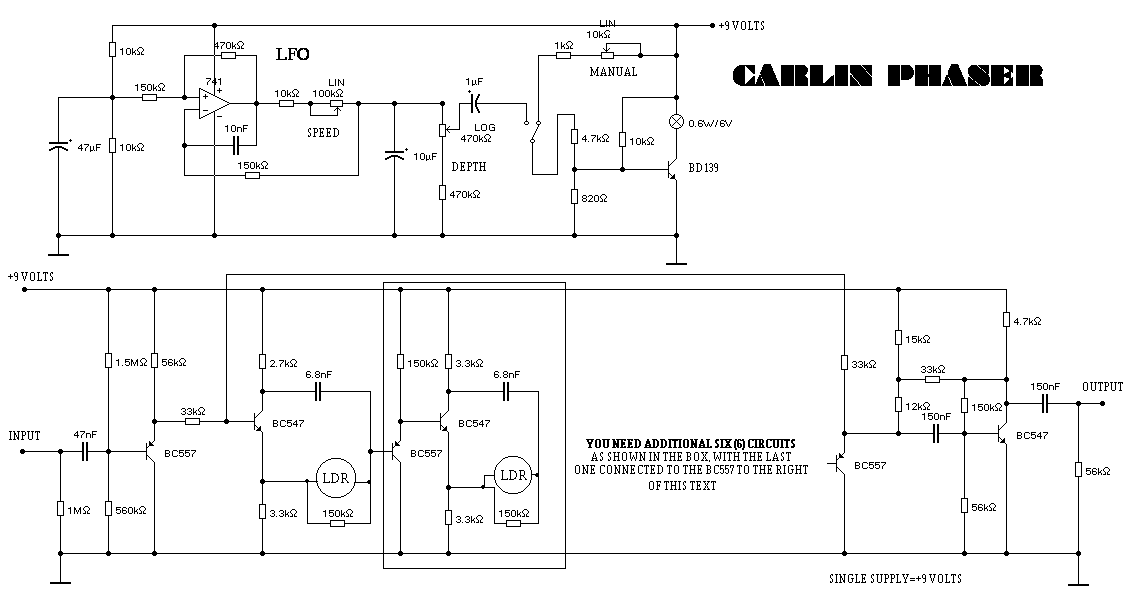 LIN
10kΩ
+9 VOLTS
10kΩ
470kΩ
LFO
1kΩ
MANUAL
CARLIN PHASER
741
150kΩ
+
+
−
−
10kΩ
LIN
100kΩ
SPEED
1µF
+
LOG
470kΩ
DEPTH
0.6W/6V
47µF
+
10kΩ
10nF
150kΩ
10µF
+
4.7kΩ
10kΩ
BD139
470kΩ
820Ω
+9 VOLTS
1.5MΩ
56kΩ
2.7kΩ
6.8nF
150kΩ
3.3kΩ
6.8nF
33kΩ
15kΩ
4.7kΩ
33kΩ
12kΩ
150kΩ
150nF
150nF
OUTPUT
INPUT
47nF
33kΩ
BC557
BC547
BC557
BC547
BC557
BC547
LDR
LDR
YOU NEED ADDITIONAL SIX (6) CIRCUITS
AS SHOWN IN THE BOX, WITH THE LAST
ONE CONNECTED TO THE BC557 TO THE RIGHT
OF THIS TEXT
1MΩ
560kΩ
3.3kΩ
150kΩ
3.3kΩ
150kΩ
56kΩ
56kΩ
SINGLE SUPPLY=+9 VOLTS